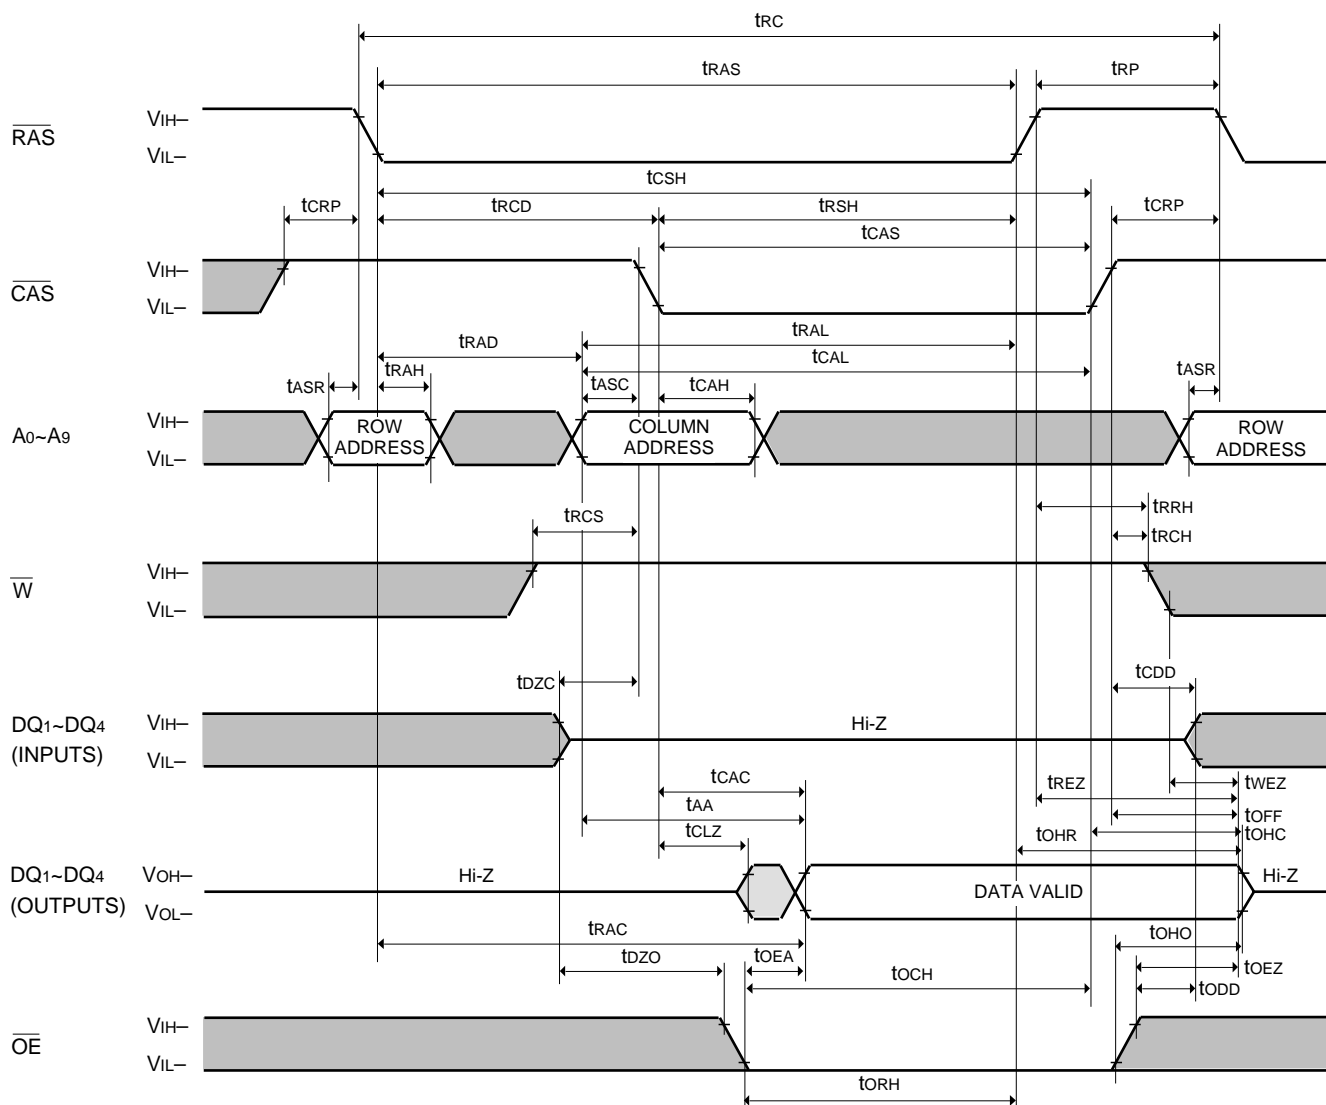 tRC
tRAS
tRP
RAS
VIH–
VIL–
tCSH
tCRP
tRCD
tRSH
tCRP
tCAS
CAS
VIH–
VIL–
tRAL
tRAD
tCAL
tASR
tRAH
tASC
tCAH
tASR
A0~A9
VIH–
VIL–
ROW
ADDRESS
COLUMN
ADDRESS
ROW
ADDRESS
tRCS
tRRH
tRCH
W
VIH–
VIL–
tDZC
tCDD
DQ1~DQ4
(INPUTS)
VIH–
VIL–
Hi-Z
tCAC
tREZ
tWEZ
tAA
tOFF
tCLZ
tOHR
tOHC
DQ1~DQ4
(OUTPUTS)
VOH–
VOL–
Hi-Z
DATA VALID
Hi-Z
tRAC
tOHO
tDZO
tOEA
tOCH
tOEZ
tODD
OE
VIH–
VIL–
tORH